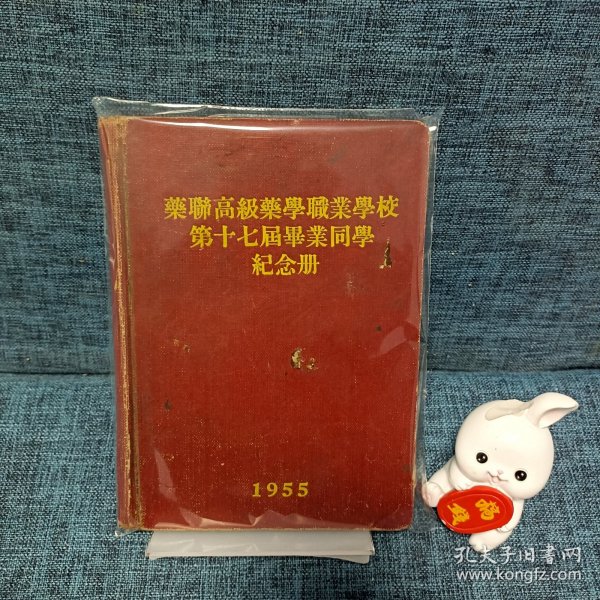 藥聯高級藥學職業學校
第十七屆畢業同學
紀念册
1955
孔夫子旧書网
www.kongfz.com